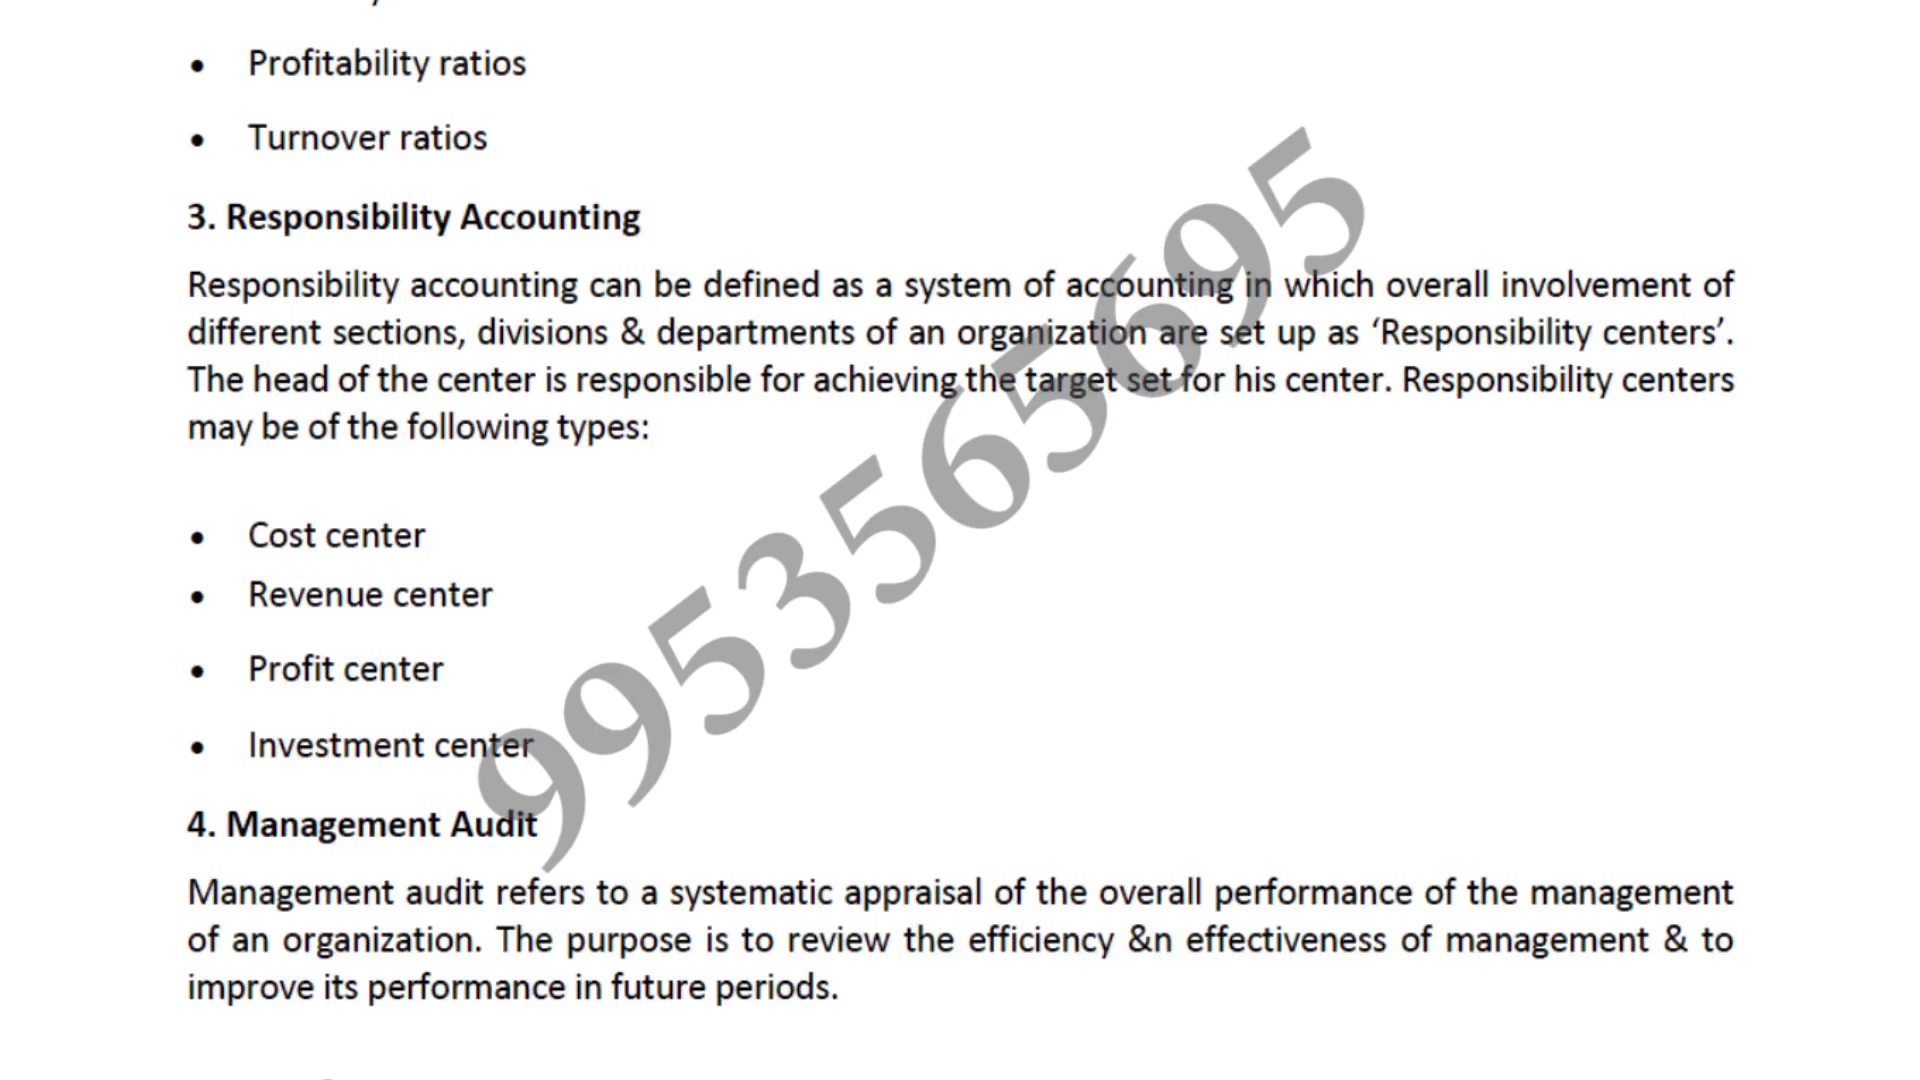 • Profitability ratios
• Turnover ratios
3. Responsibility Accounting
Responsibility accounting can be defined as a system of accounting in which overall involvement of
different sections, divisions & departments of an organization are set up as ‘Responsibility centers’.
The head of the center is responsible for achieving the target set for his center. Responsibility centers
may be of the following types:
• Cost center
• Revenue center
• Profit center
• Investment center
4. Management Audit
Management audit refers to a systematic appraisal of the overall performance of the management
of an organization. The purpose is to review the efficiency &n effectiveness of management & to
improve its performance in future periods.
9953565695